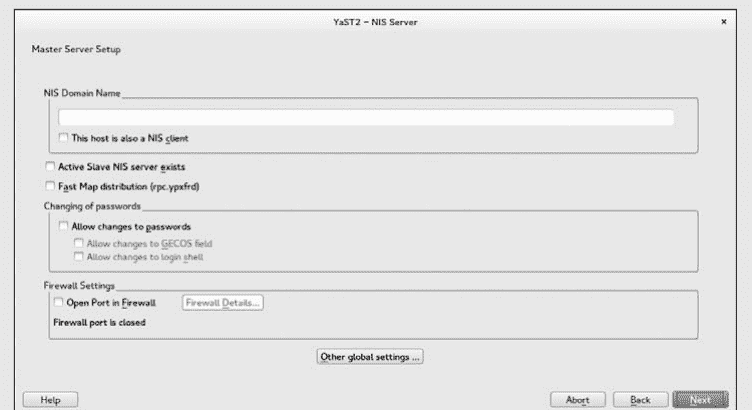 YaST2 - NIS Server
×
Master Server Setup
NIS Domain Name
This host is also a NIS client
Active Slave NIS server exists
Fast Map distribution (rpc.ypxfrd)
Changing of passwords
Allow changes to passwords
Allow changes to GECOS field
Allow changes to login shell
Firewall Settings
Open Port in Firewall Firewall Details...
Firewall port is closed
Other global settings ...
Help Abort Back Next